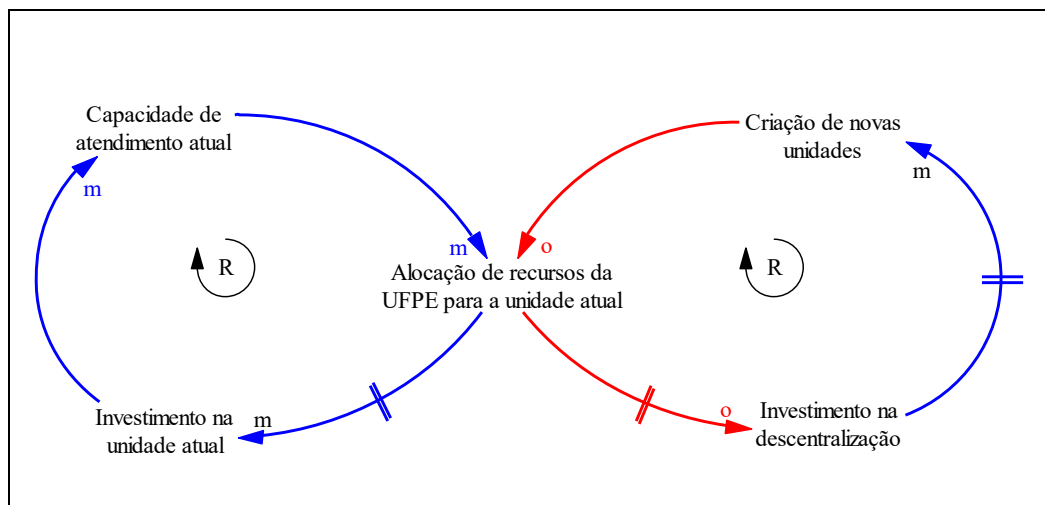 Capacidade de
atendimento atual
m
Criação de novas
unidades
m
R
m
o
R
Alocação de recursos da
UFPE para a unidade atual
Investimento na
unidade atual
m
o
Investimento na
descentralização